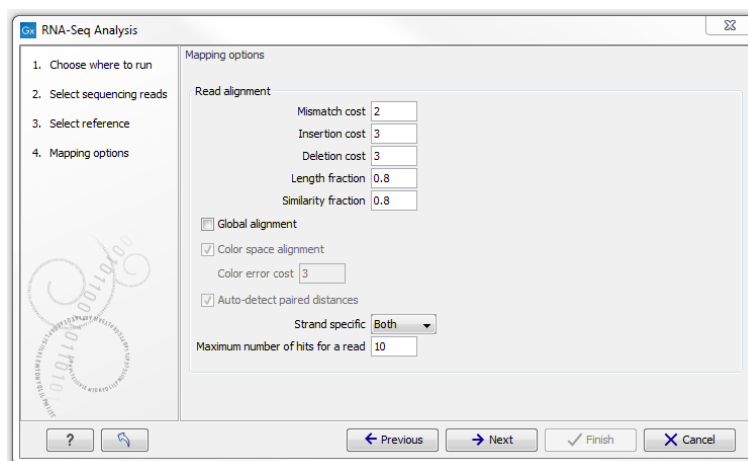 Gx RNA-Seq Analysis
1. Choose where to run
2. Select sequencing reads
3. Select reference
4. Mapping options
Mapping options
Read alignment
Mismatch cost 2
Insertion cost 3
Deletion cost 3
Length fraction 0.8
Similarity fraction 0.8
Global alignment
Color space alignment
Color error cost 3
Auto-detect paired distances
Strand specific Both
Maximum number of hits for a read 10
? Previous Next Finish Cancel